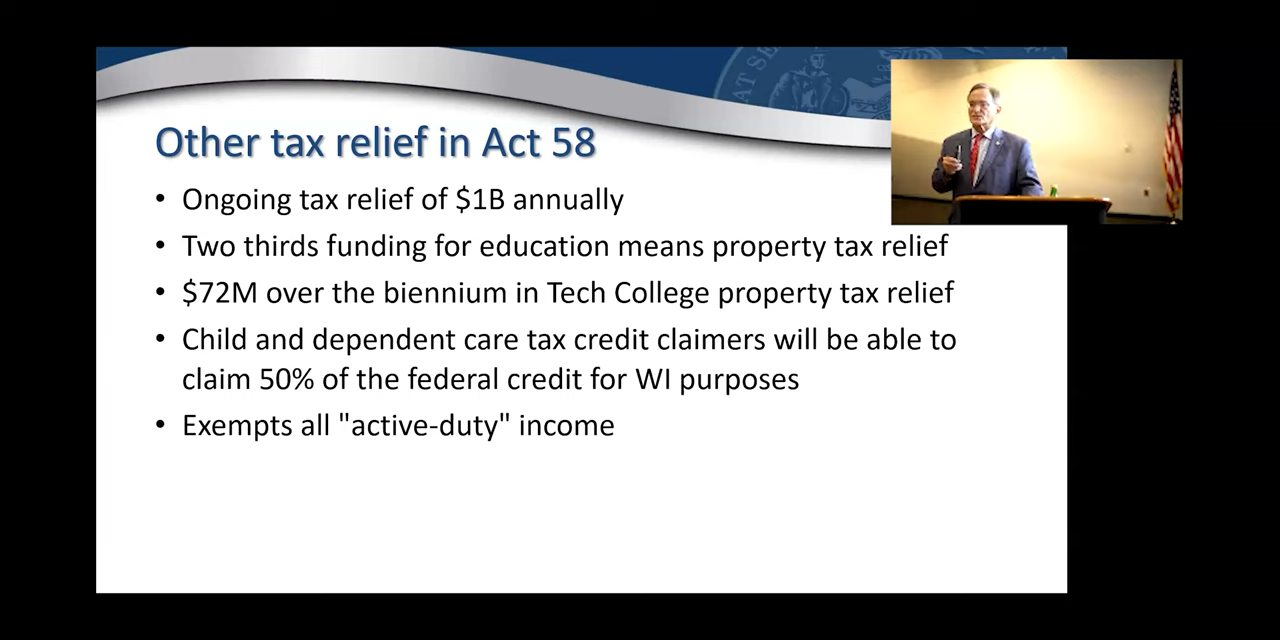 AT SE
Other tax relief in Act 58
• Ongoing tax relief of $1B annually
• Two thirds funding for education means property tax relief
• $72M over the biennium in Tech College property tax relief
• Child and dependent care tax credit claimers will be able to
claim 50% of the federal credit for WI purposes
• Exempts all "active-duty" income